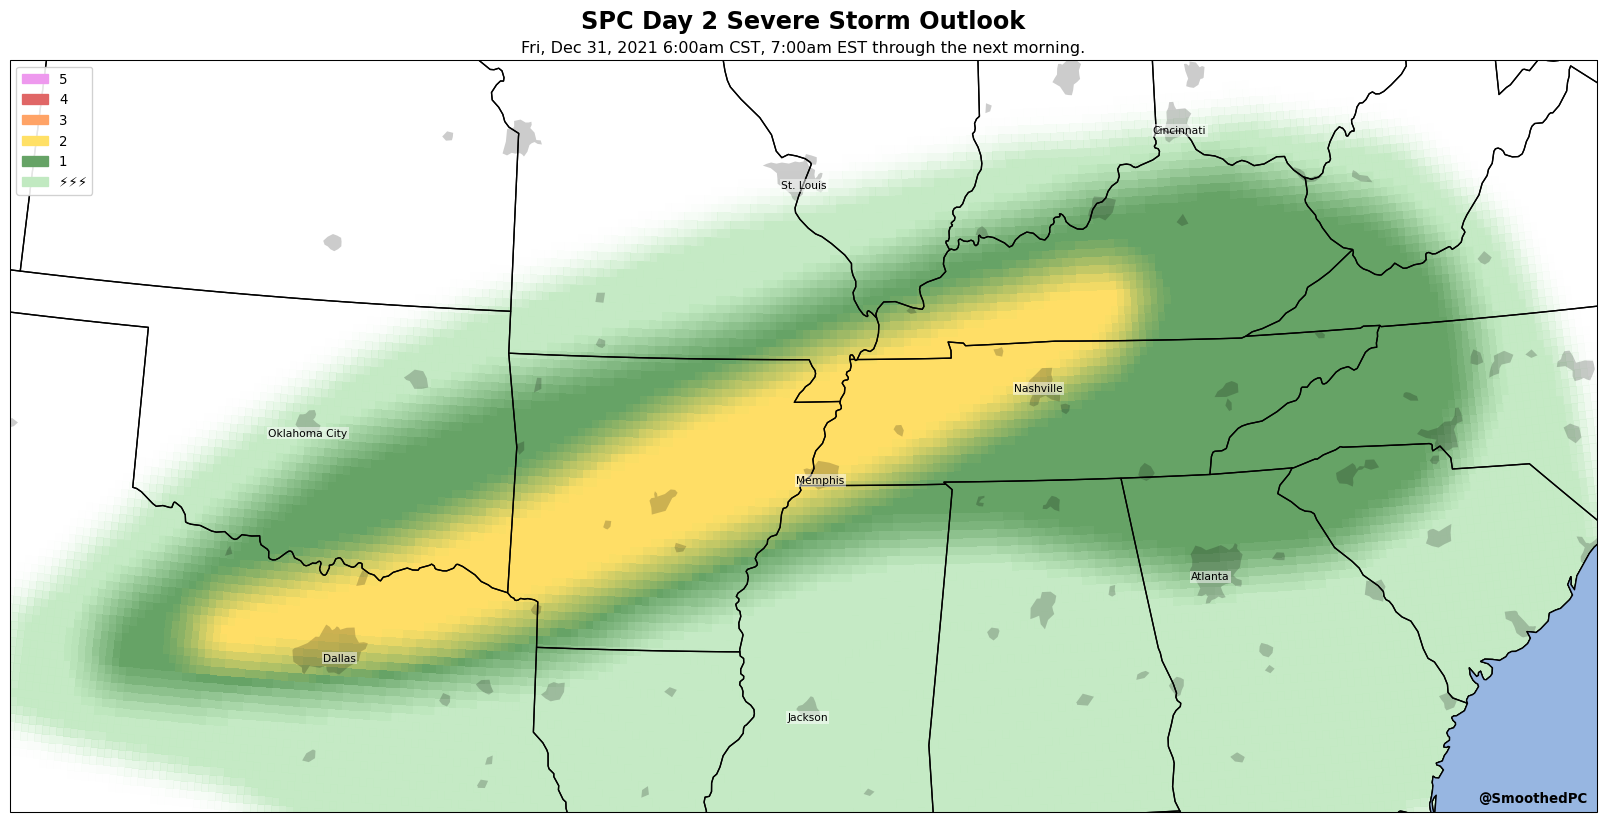 SPC Day 2 Severe Storm Outlook
Fri, Dec 31, 2021 6:00am CST, 7:00am EST through the next morning.
5
4
3
2
1
⚡⚡⚡
Cincinnati
St. Louis
Nashville
Oklahoma City
Memphis
Atlanta
Dallas
Jackson
@SmoothedPC